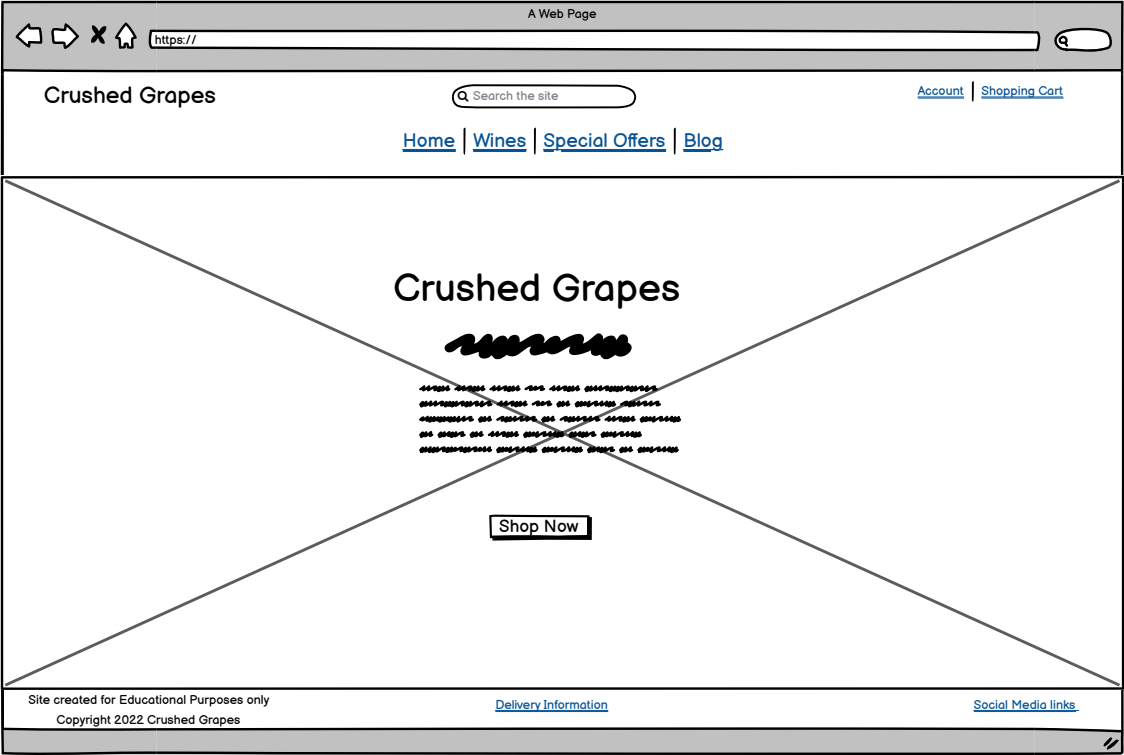 A Web Page
https://
Crushed Grapes
Search the site
Account | Shopping Cart
Home | Wines | Special Offers | Blog
Crushed Grapes
Shop Now
Site created for Educational Purposes only
Copyright 2022 Crushed Grapes
Delivery Information
Social Media links